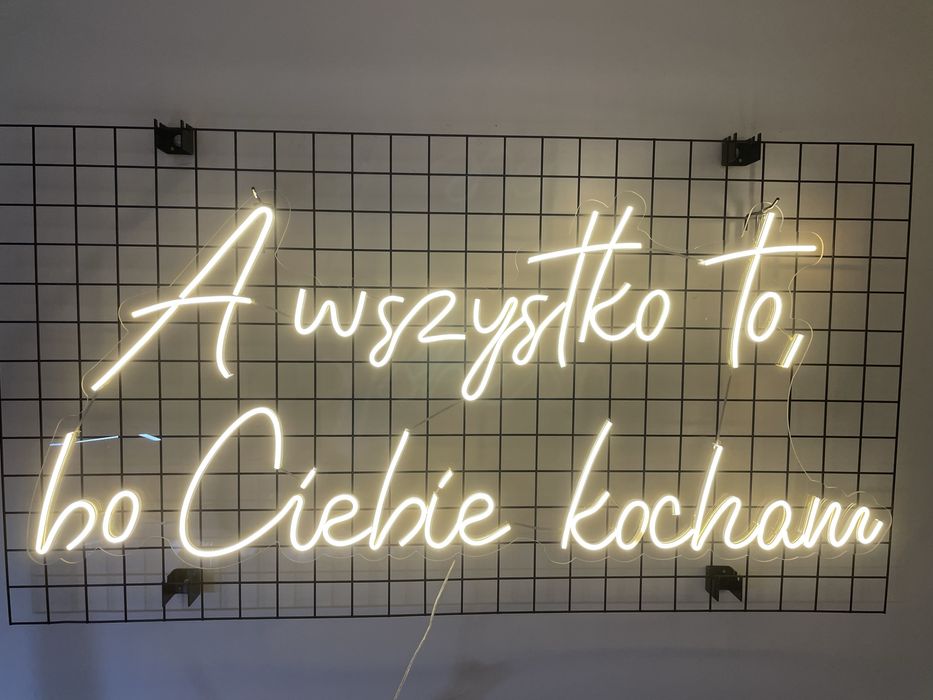 A wszystko to,
bo Ciebie kocham